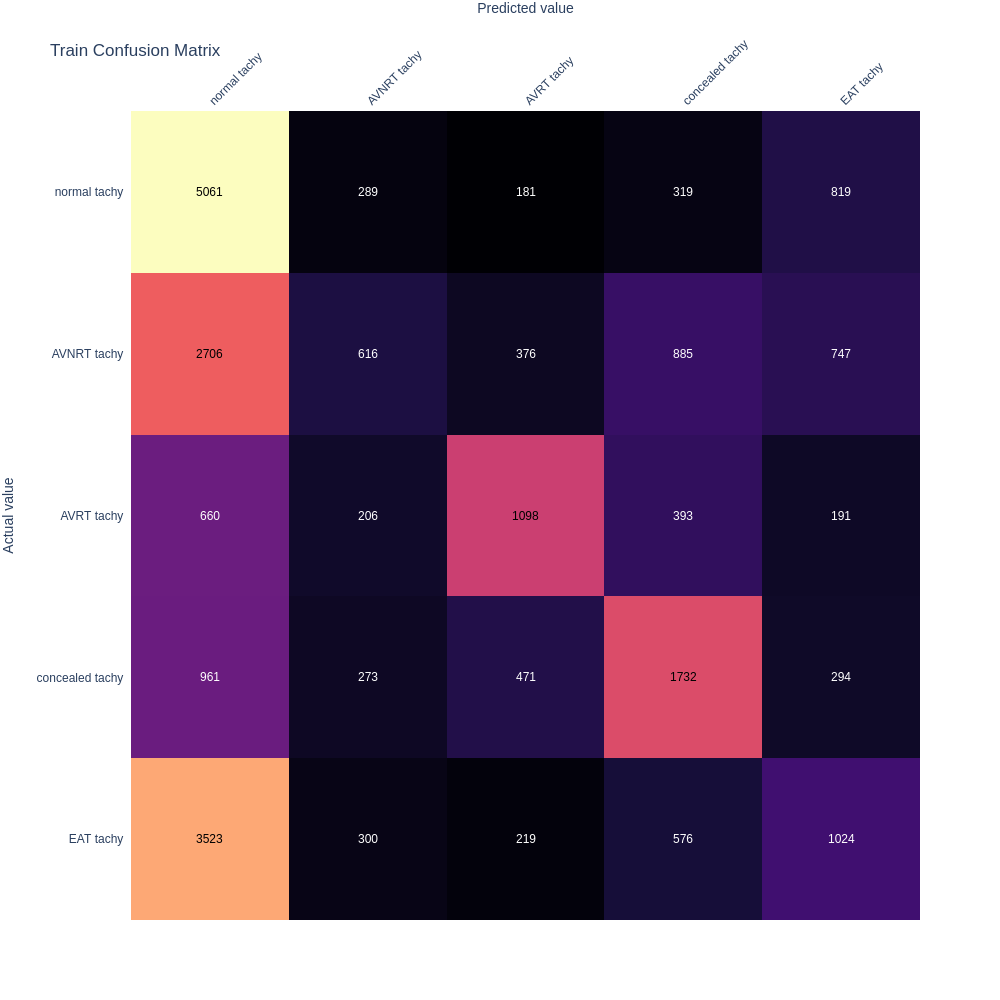 Predicted value
Train Confusion Matrix
normal tachy AVNRT tachy AVRT tachy concealed tachy EAT tachy
normal tachy 5061 289 181 319 819
AVNRT tachy 2706 616 376 885 747
Actual value
AVRT tachy 660 206 1098 393 191
concealed tachy 961 273 471 1732 294
EAT tachy 3523 300 219 576 1024